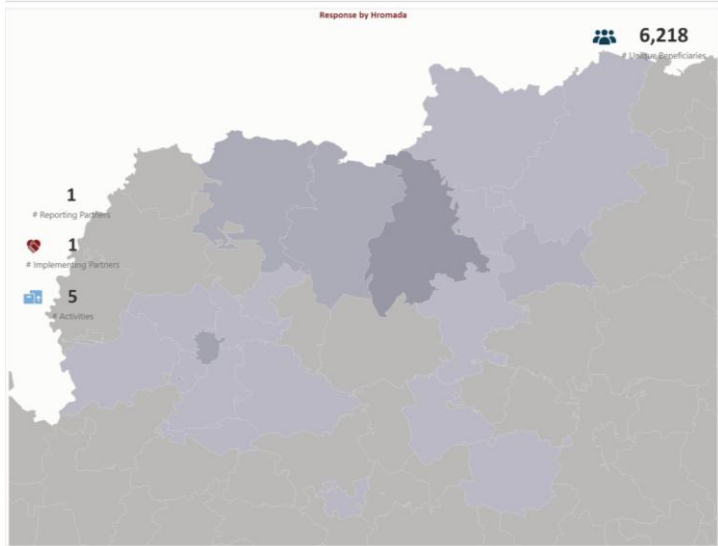 Response by Hromada
6,218
# Unique Beneficiaries
1
# Reporting Partners
1
# Implementing Partners
5
# Activities